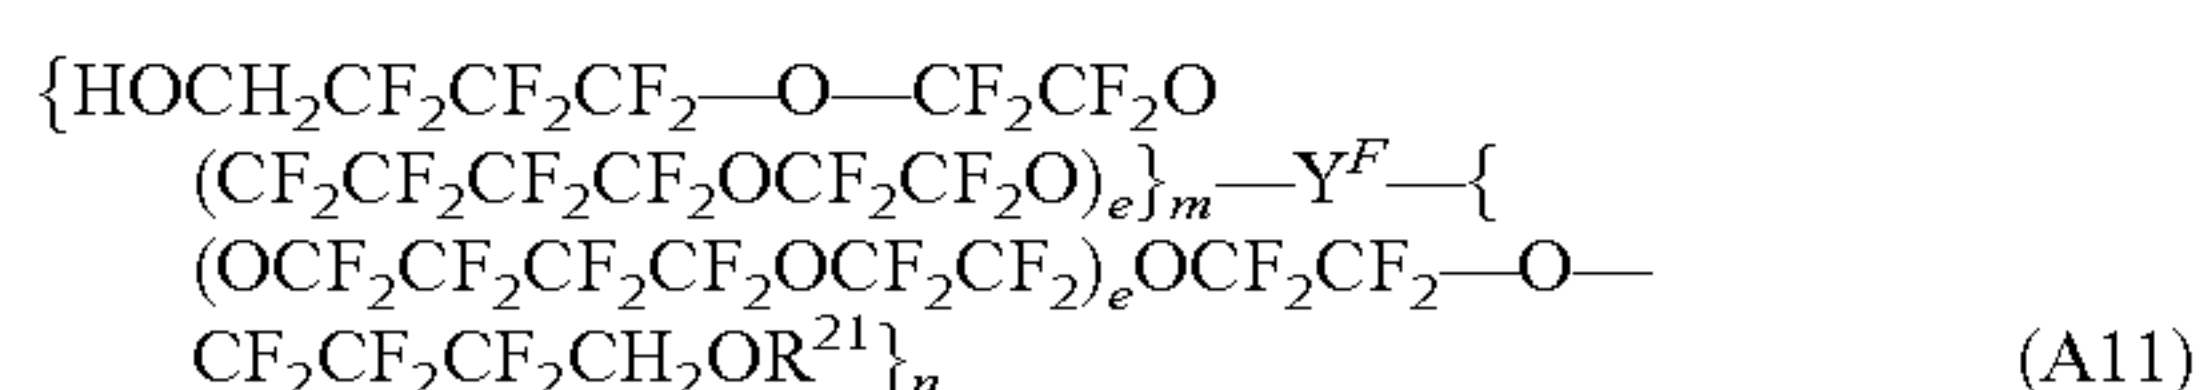 {HOCH₂CF₂CF₂CF₂—O—CF₂CF₂O
(CF₂CF₂CF₂CF₂OCF₂CF₂O)ₑ}ₘ—Yᶠ—{
(OCF₂CF₂CF₂CF₂OCF₂CF₂)ₑOCF₂CF₂—O—
CF₂CF₂CF₂CH₂OR²¹}ₙ (A11)